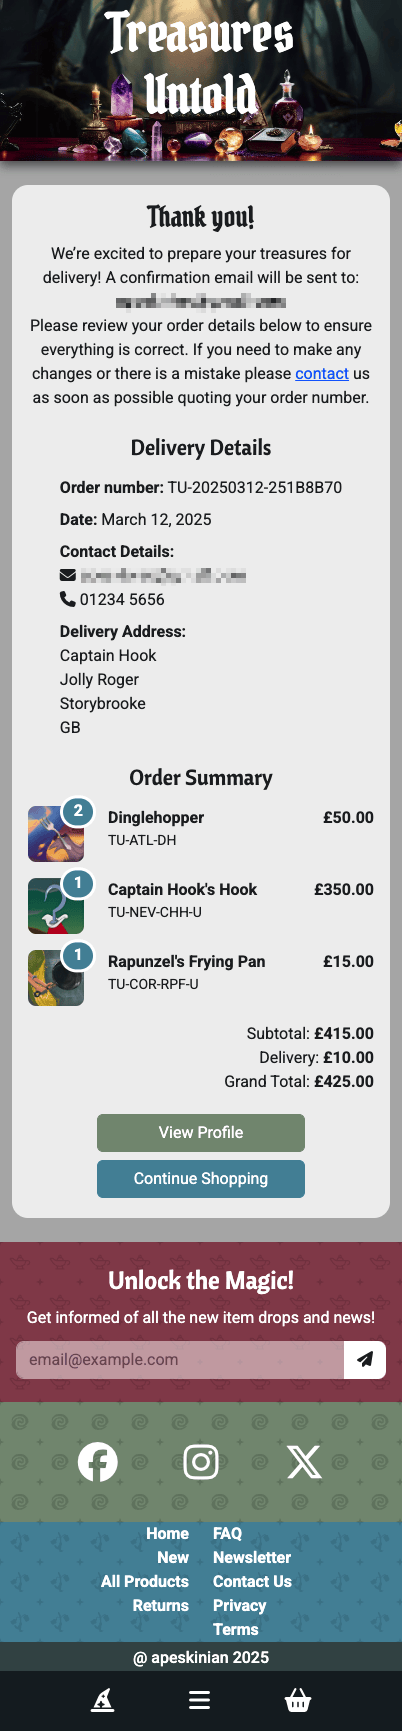 Treasures
Untold
Thank you!
We're excited to prepare your treasures for
delivery! A confirmation email will be sent to:
Please review your order details below to ensure
everything is correct. If you need to make any
changes or there is a mistake please contact us
as soon as possible quoting your order number.
Delivery Details
Order number: TU-20250312-251B8B70
Date: March 12, 2025
Contact Details:
01234 5656
Delivery Address:
Captain Hook
Jolly Roger
Storybrooke
GB
Order Summary
2
Dinglehopper £50.00
TU-ATL-DH
1
Captain Hook's Hook £350.00
TU-NEV-CHH-U
1
Rapunzel's Frying Pan £15.00
TU-COR-RPF-U
Subtotal: £415.00
Delivery: £10.00
Grand Total: £425.00
View Profile
Continue Shopping
Unlock the Magic!
Get informed of all the new item drops and news!
email@example.com
Home FAQ
New Newsletter
All Products Contact Us
Returns Privacy
Terms
@ apeskinian 2025